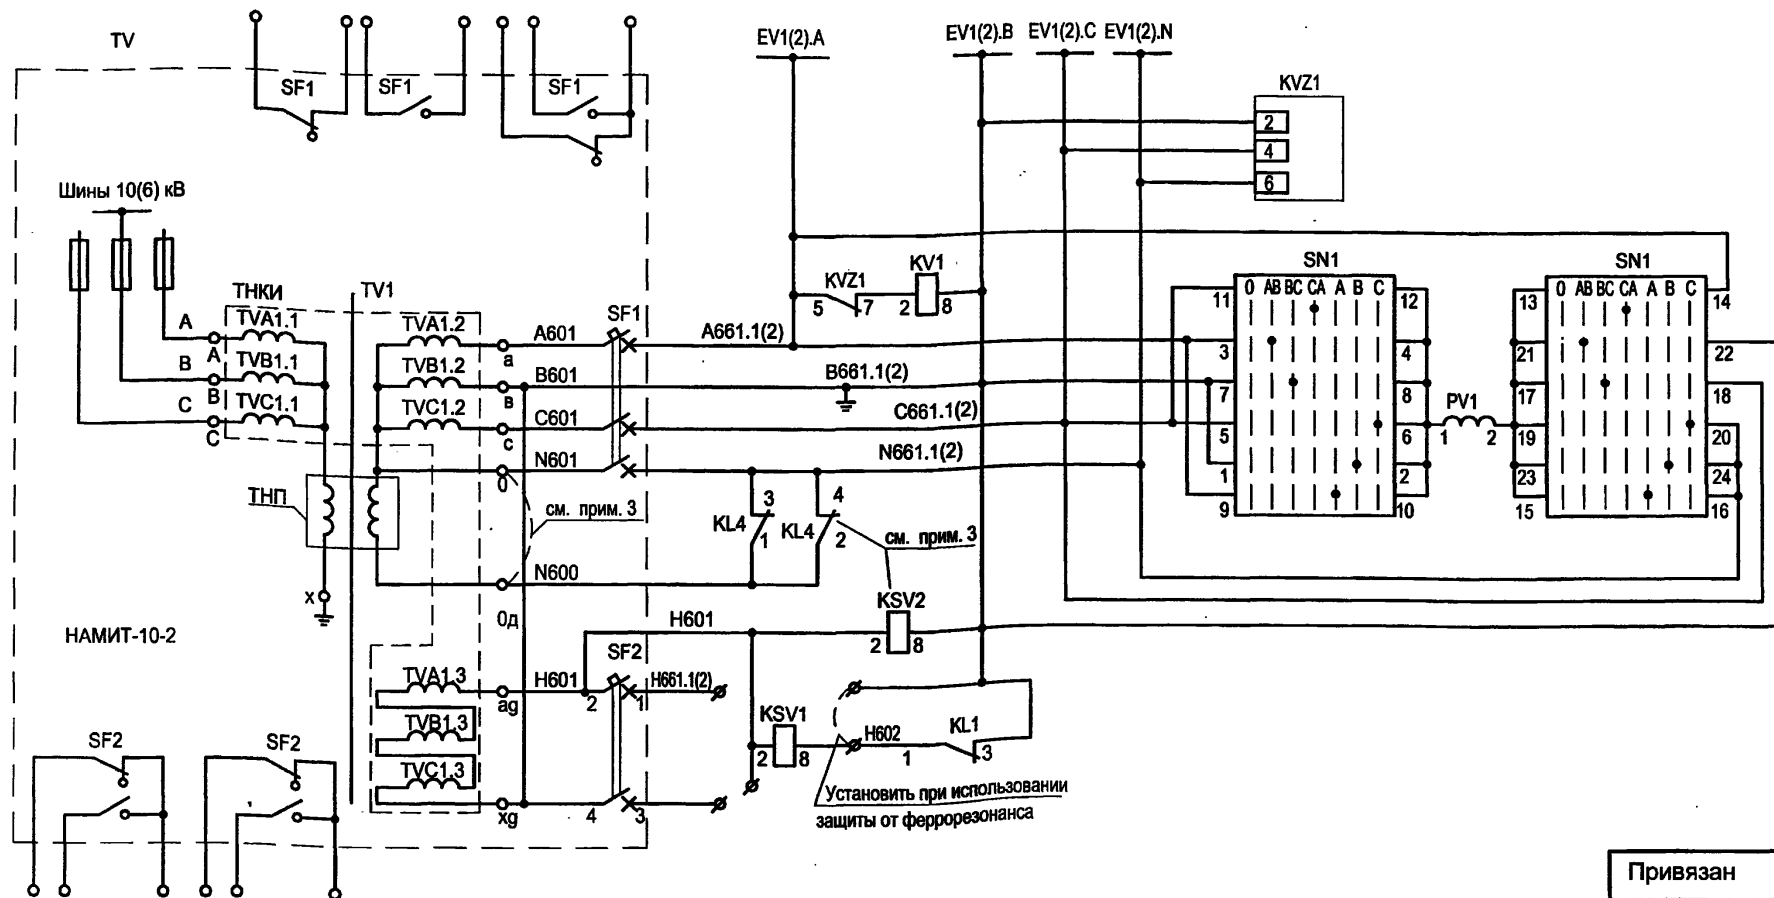 TV
SF1
SF1
SF1
EV1(2).A
EV1(2).B
EV1(2).C
EV1(2).N
KVZ1
2
4
6
Шины 10(6) кВ
ТНКИ
TV1
A
A
TVA1.1
TVA1.2
a
A601
SF1
A661.1(2)
B
B
TVB1.1
TVB1.2
в
B601
B661.1(2)
C
C
TVC1.1
TVC1.2
c
C601
C661.1(2)
N601
0
N661.1(2)
KVZ1
5
7
KV1
2
8
SN1
0 AB BC CA A B C
11
3
7
5
1
9
12
4
8
6
2
10
PV1
1
2
SN1
0 AB BC CA A B C
13
21
17
19
23
15
14
22
18
20
24
16
ТНП
см. прим. 3
KL4
3
1
KL4
4
2
см. прим. 3
N600
0д
x
НАМИТ-10-2
H601
KSV2
2
8
TVA1.3
TVB1.3
TVC1.3
ag
H601
2
SF2
1
H661.1(2)
xg
4
3
KSV1
2
8
H602
1
KL1
3
Установить при использовании
защиты от феррорезонанса
SF2
SF2
Привязан